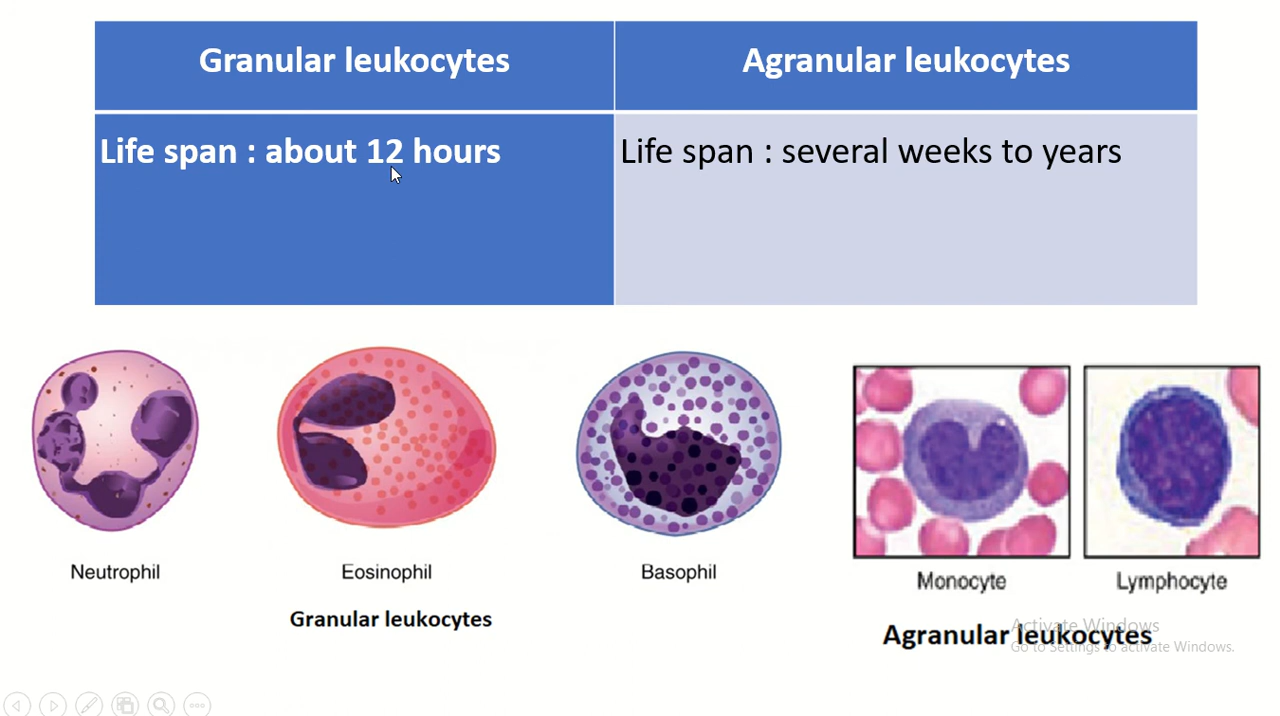 Granular leukocytes
Agranular leukocytes
Life span : about 12 hours
Life span : several weeks to years
Neutrophil
Eosinophil
Basophil
Monocyte
Lymphocyte
Granular leukocytes
Agranular leukocytes
Activate Windows
Go to Settings to activate Windows.